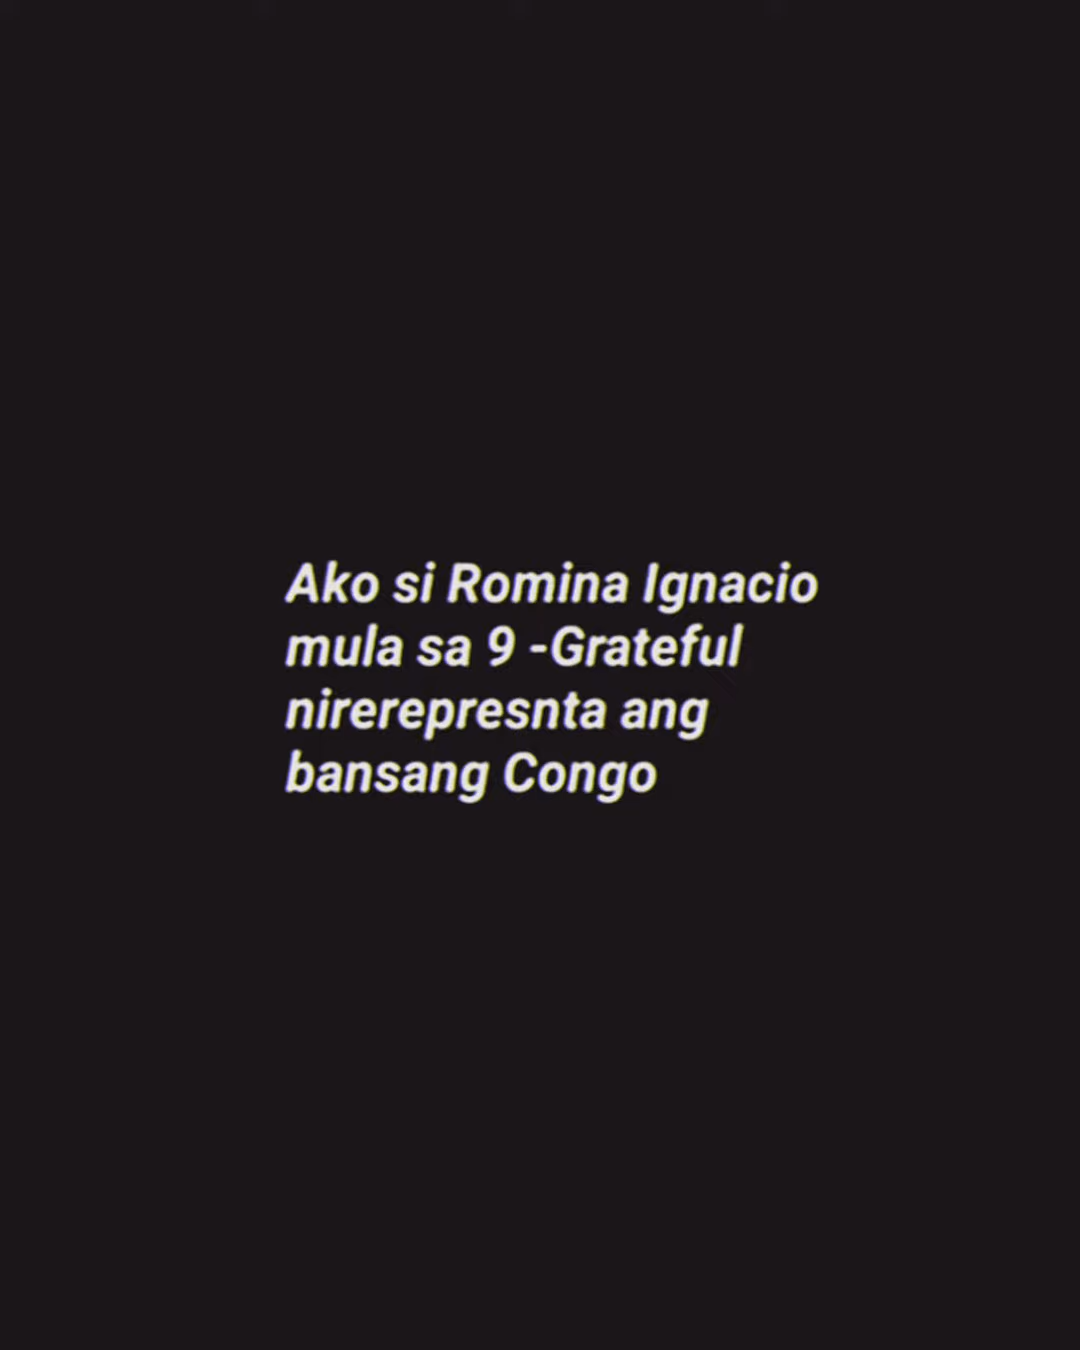 Ako si Romina Ignacio
mula sa 9 -Grateful
nirerepresnta ang
bansang Congo